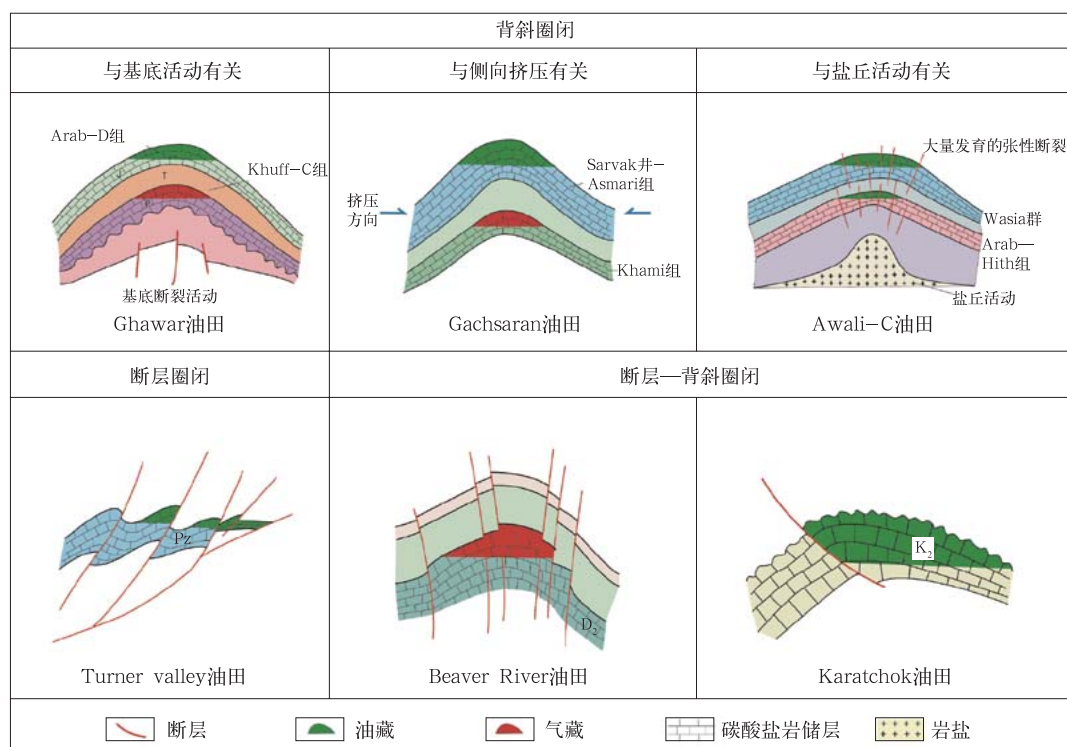 背斜圈闭
与基底活动有关
与侧向挤压有关
与盐丘活动有关
Arab-D组
Khuff-C组
J
T
P
基底断裂活动
Ghawar油田
挤压
方向
Sarvak井-
Asmari组
Khami组
Gachsaran油田
大量发育的张性断裂
Wasia群
Arab—
Hith组
盐丘活动
Awali-C油田
断层圈闭
断层—背斜圈闭
Pz
Turner valley油田
D₂
Beaver River油田
K₂
Karatchok油田
断层
油藏
气藏
碳酸盐岩储层
岩盐